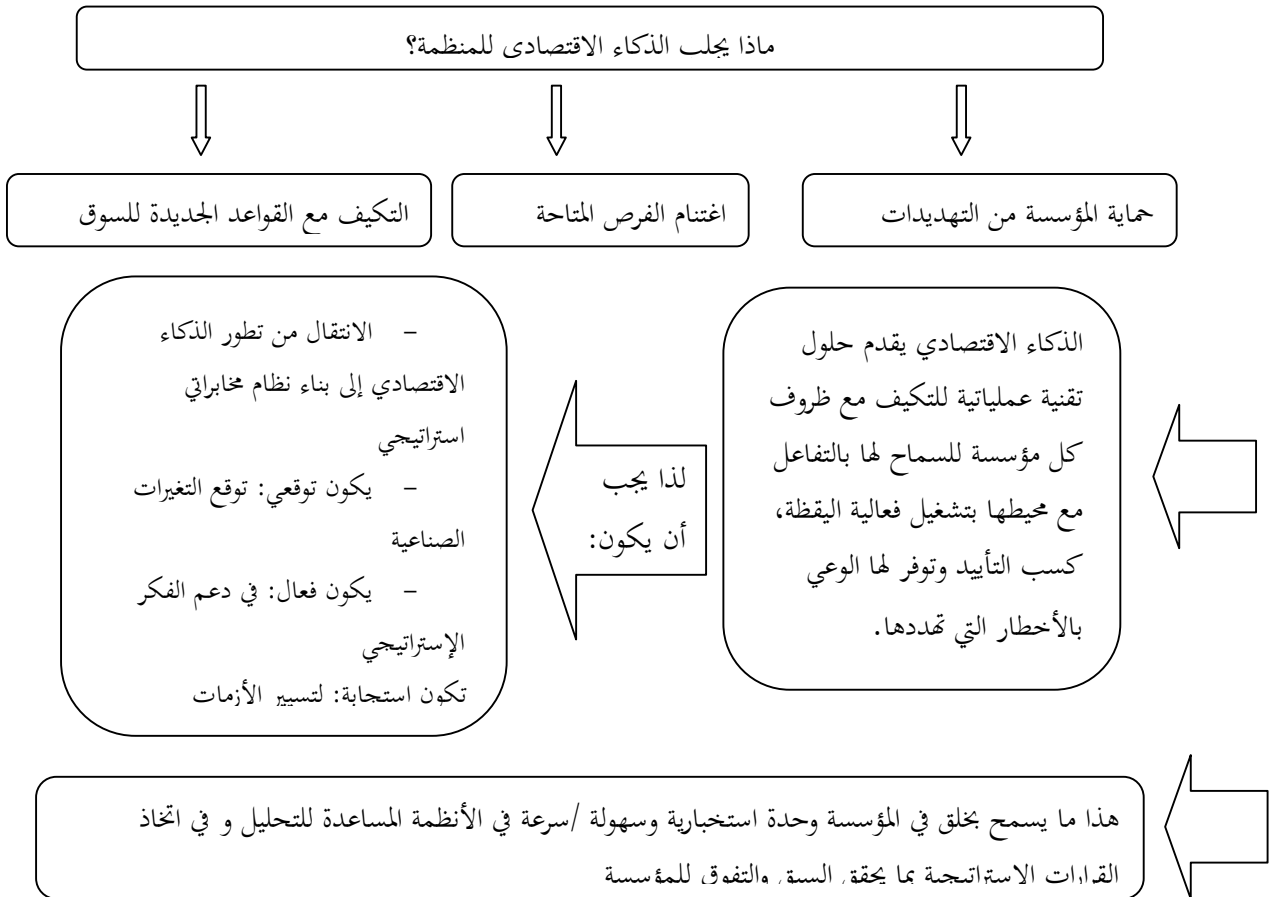 ماذا يجلب الذكاء الاقتصادى للمنظمة؟
حماية المؤسسة من التهديدات
اغتنام الفرص المتاحة
التكيف مع القواعد الجديدة للسوق
الذكاء الاقتصادي يقدم حلول
تقنية عملياتية للتكيف مع ظروف
كل مؤسسة للسماح لها بالتفاعل
مع محيطها بتشغيل فعالية اليقظة،
كسب التأييد وتوفر لها الوعي
بالأخطار التي تهددها.
لذا يجب
أن يكون:
– الانتقال من تطور الذكاء
الاقتصادي إلى بناء نظام مخابراتي
استراتيجي
– يكون توقعي: توقع التغيرات
الصناعية
– يكون فعال: في دعم الفكر
الإستراتيجي
تكون استجابة: لتسيير الأزمات
هذا ما يسمح بخلق في المؤسسة وحدة استخبارية وسهولة /سرعة في الأنظمة المساعدة للتحليل و في اتخاذ
القرارات الاستراتيجية بما يحقق السبق والتفوق للمؤسسة